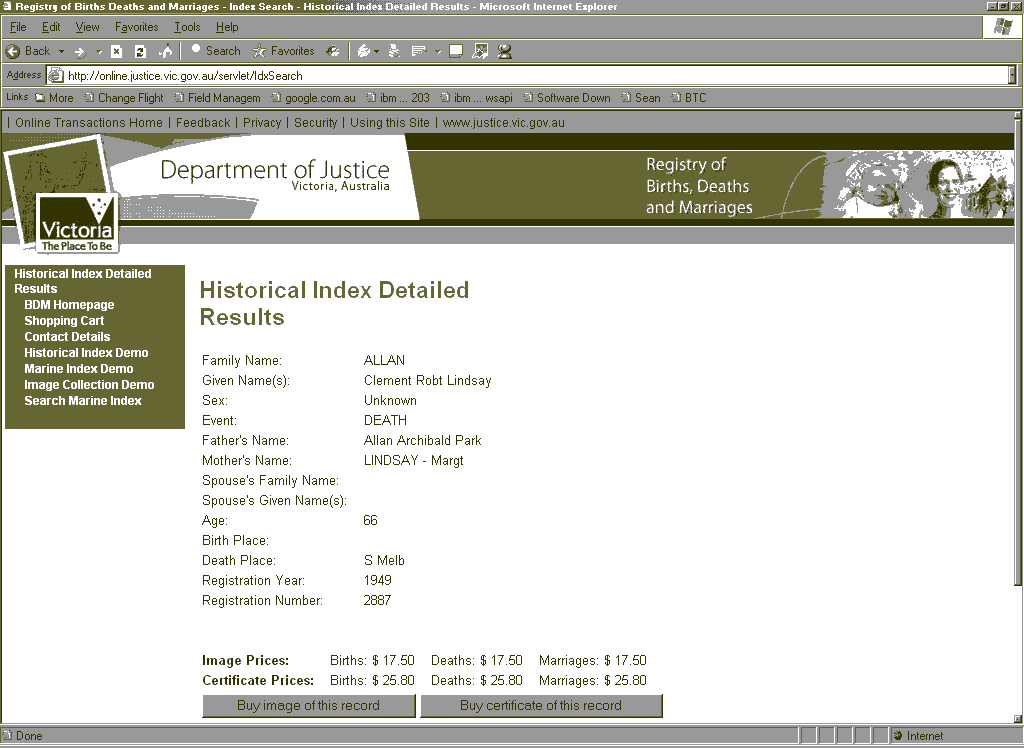 Registry of Births Deaths and Marriages - Index Search - Historical Index Detailed Results - Microsoft Internet Explorer
File Edit View Favorites Tools Help
Back Search Favorites
Address http://online.justice.vic.gov.au/servlet/IdxSearch
Links More Change Flight Field Managem google.com.au ibm ... 203 ibm ... wsapi Software Down Sean BTC
| Online Transactions Home | Feedback | Privacy | Security | Using this Site | www.justice.vic.gov.au
Department of Justice
Victoria, Australia
Registry of
Births, Deaths
and Marriages
Victoria
The Place To Be
Historical Index Detailed
Results
BDM Homepage
Shopping Cart
Contact Details
Historical Index Demo
Marine Index Demo
Image Collection Demo
Search Marine Index
Historical Index Detailed
Results
Family Name: ALLAN
Given Name(s): Clement Robt Lindsay
Sex: Unknown
Event: DEATH
Father's Name: Allan Archibald Park
Mother's Name: LINDSAY - Margt
Spouse's Family Name:
Spouse's Given Name(s):
Age: 66
Birth Place:
Death Place: S Melb
Registration Year: 1949
Registration Number: 2887
Image Prices: Births: $ 17.50 Deaths: $ 17.50 Marriages: $ 17.50
Certificate Prices: Births: $ 25.80 Deaths: $ 25.80 Marriages: $ 25.80
Buy image of this record Buy certificate of this record
Done Internet